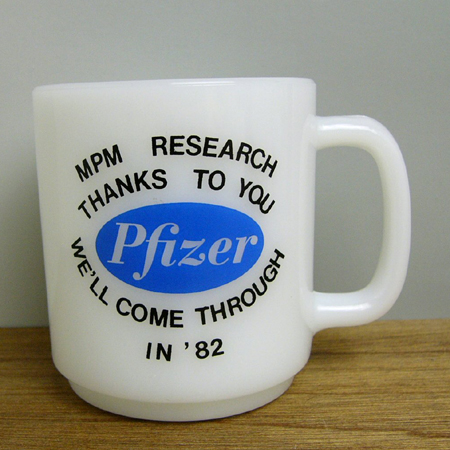 MPM RESEARCH
THANKS TO YOU
Pfizer
WE'LL COME THROUGH
IN '82